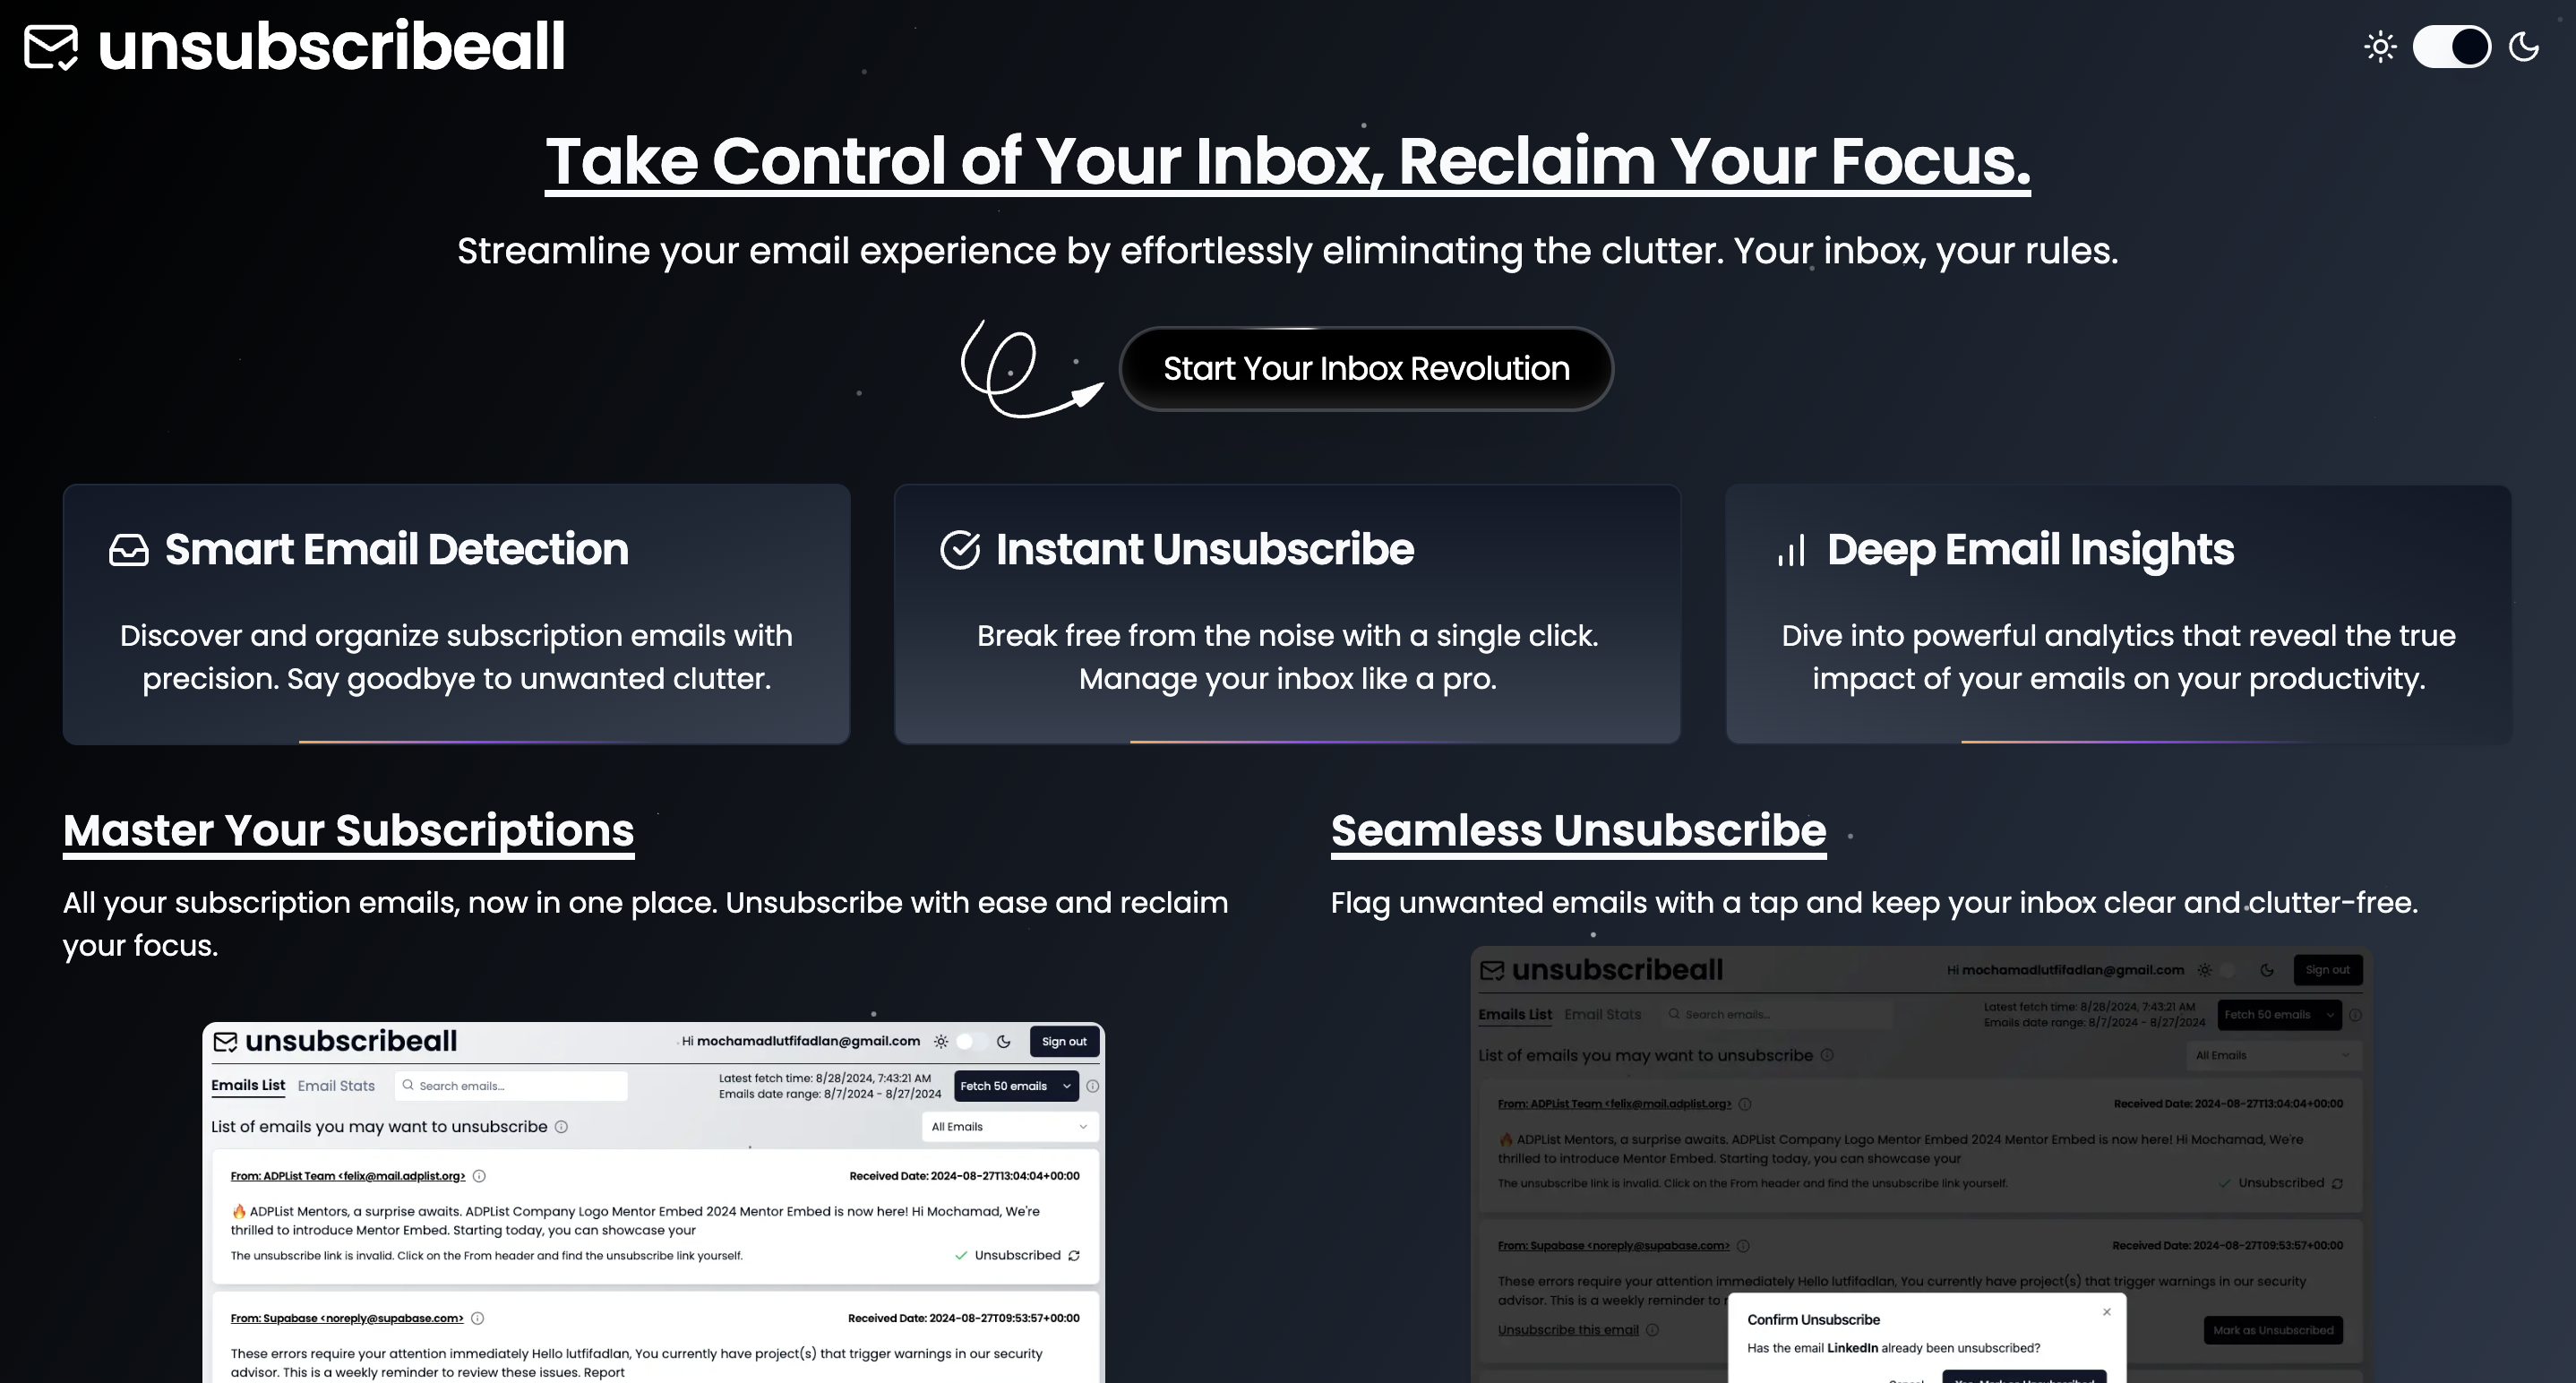 unsubscribeall
Take Control of Your Inbox, Reclaim Your Focus.
Streamline your email experience by effortlessly eliminating the clutter. Your inbox, your rules.
Start Your Inbox Revolution
Smart Email Detection
Discover and organize subscription emails with
precision. Say goodbye to unwanted clutter.
Instant Unsubscribe
Break free from the noise with a single click.
Manage your inbox like a pro.
Deep Email Insights
Dive into powerful analytics that reveal the true
impact of your emails on your productivity.
Master Your Subscriptions
All your subscription emails, now in one place. Unsubscribe with ease and reclaim
your focus.
unsubscribeall
Hi mochamadlutfifadlan@gmail.com
Sign out
Emails List
Email Stats
Search emails...
Latest fetch time: 8/28/2024, 7:43:21 AM
Emails date range: 8/7/2024 - 8/27/2024
Fetch 50 emails
List of emails you may want to unsubscribe
All Emails
From: ADPList Team <felix@mail.adplist.org>
Received Date: 2024-08-27T13:04:04+00:00
🔥 ADPList Mentors, a surprise awaits. ADPList Company Logo Mentor Embed 2024 Mentor Embed is now here! Hi Mochamad, We're
thrilled to introduce Mentor Embed. Starting today, you can showcase your
The unsubscribe link is invalid. Click on the From header and find the unsubscribe link yourself.
Unsubscribed
From: Supabase <noreply@supabase.com>
Received Date: 2024-08-27T09:53:57+00:00
These errors require your attention immediately Hello lutfifadlan, You currently have project(s) that trigger warnings in our security
advisor. This is a weekly reminder to review these issues. Report
Seamless Unsubscribe
Flag unwanted emails with a tap and keep your inbox clear and clutter-free.
unsubscribeall
Hi mochamadlutfifadlan@gmail.com
Sign out
Emails List
Email Stats
Search emails...
Latest fetch time: 8/28/2024, 7:43:21 AM
Emails date range: 8/7/2024 - 8/27/2024
Fetch 50 emails
List of emails you may want to unsubscribe
All Emails
From: ADPList Team <felix@mail.adplist.org>
Received Date: 2024-08-27T13:04:04+00:00
🔥 ADPList Mentors, a surprise awaits. ADPList Company Logo Mentor Embed 2024 Mentor Embed is now here! Hi Mochamad, We're
thrilled to introduce Mentor Embed. Starting today, you can showcase your
The unsubscribe link is invalid. Click on the From header and find the unsubscribe link yourself.
Unsubscribed
From: Supabase <noreply@supabase.com>
Received Date: 2024-08-27T09:53:57+00:00
These errors require your attention immediately Hello lutfifadlan, You currently have project(s) that trigger warnings in our security
advisor. This is a weekly reminder to
Unsubscribe this email
Mark as Unsubscribed
Confirm Unsubscribe
Has the email LinkedIn already been unsubscribed?